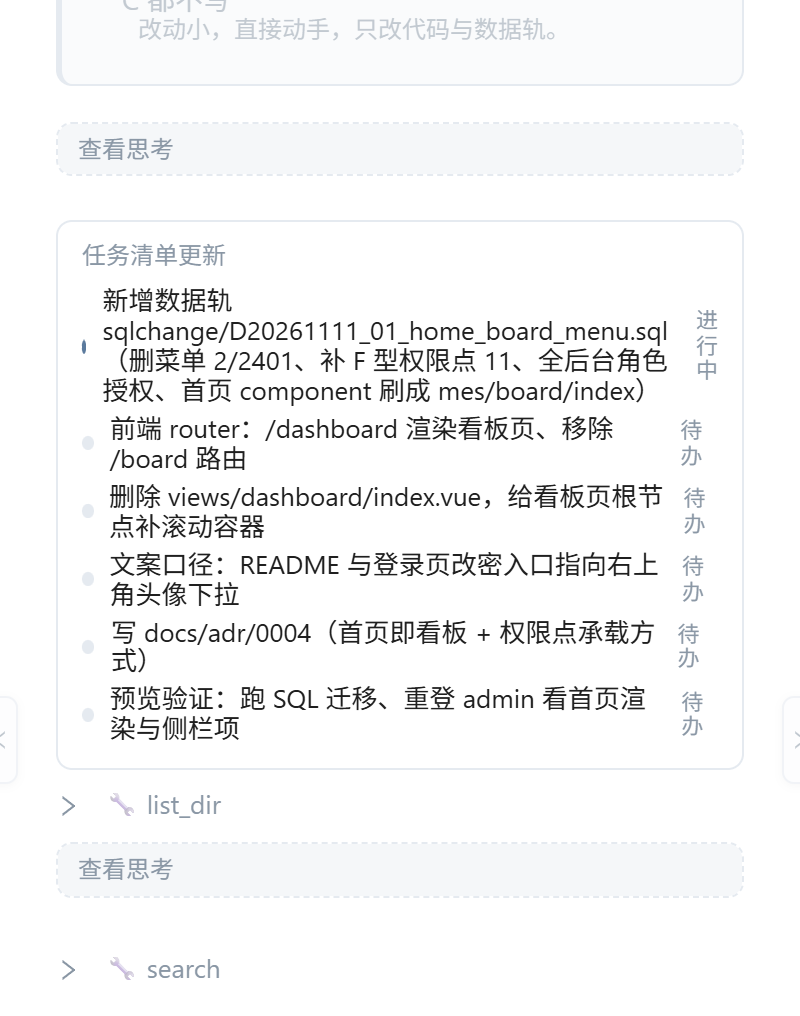 C 都不写
改动小，直接动手，只改代码与数据轨。
查看思考
任务清单更新
新增数据轨
sqlchange/D20261111_01_home_board_menu.sql
（删菜单 2/2401、补 F 型权限点 11、全后台角色
授权、首页 component 刷成 mes/board/index）
进行中
前端 router：/dashboard 渲染看板页、移除
/board 路由
待办
删除 views/dashboard/index.vue，给看板页根节
点补滚动容器
待办
文案口径：README 与登录页改密入口指向右上
角头像下拉
待办
写 docs/adr/0004（首页即看板 + 权限点承载方
式）
待办
预览验证：跑 SQL 迁移、重登 admin 看首页渲
染与侧栏项
待办
list_dir
查看思考
search